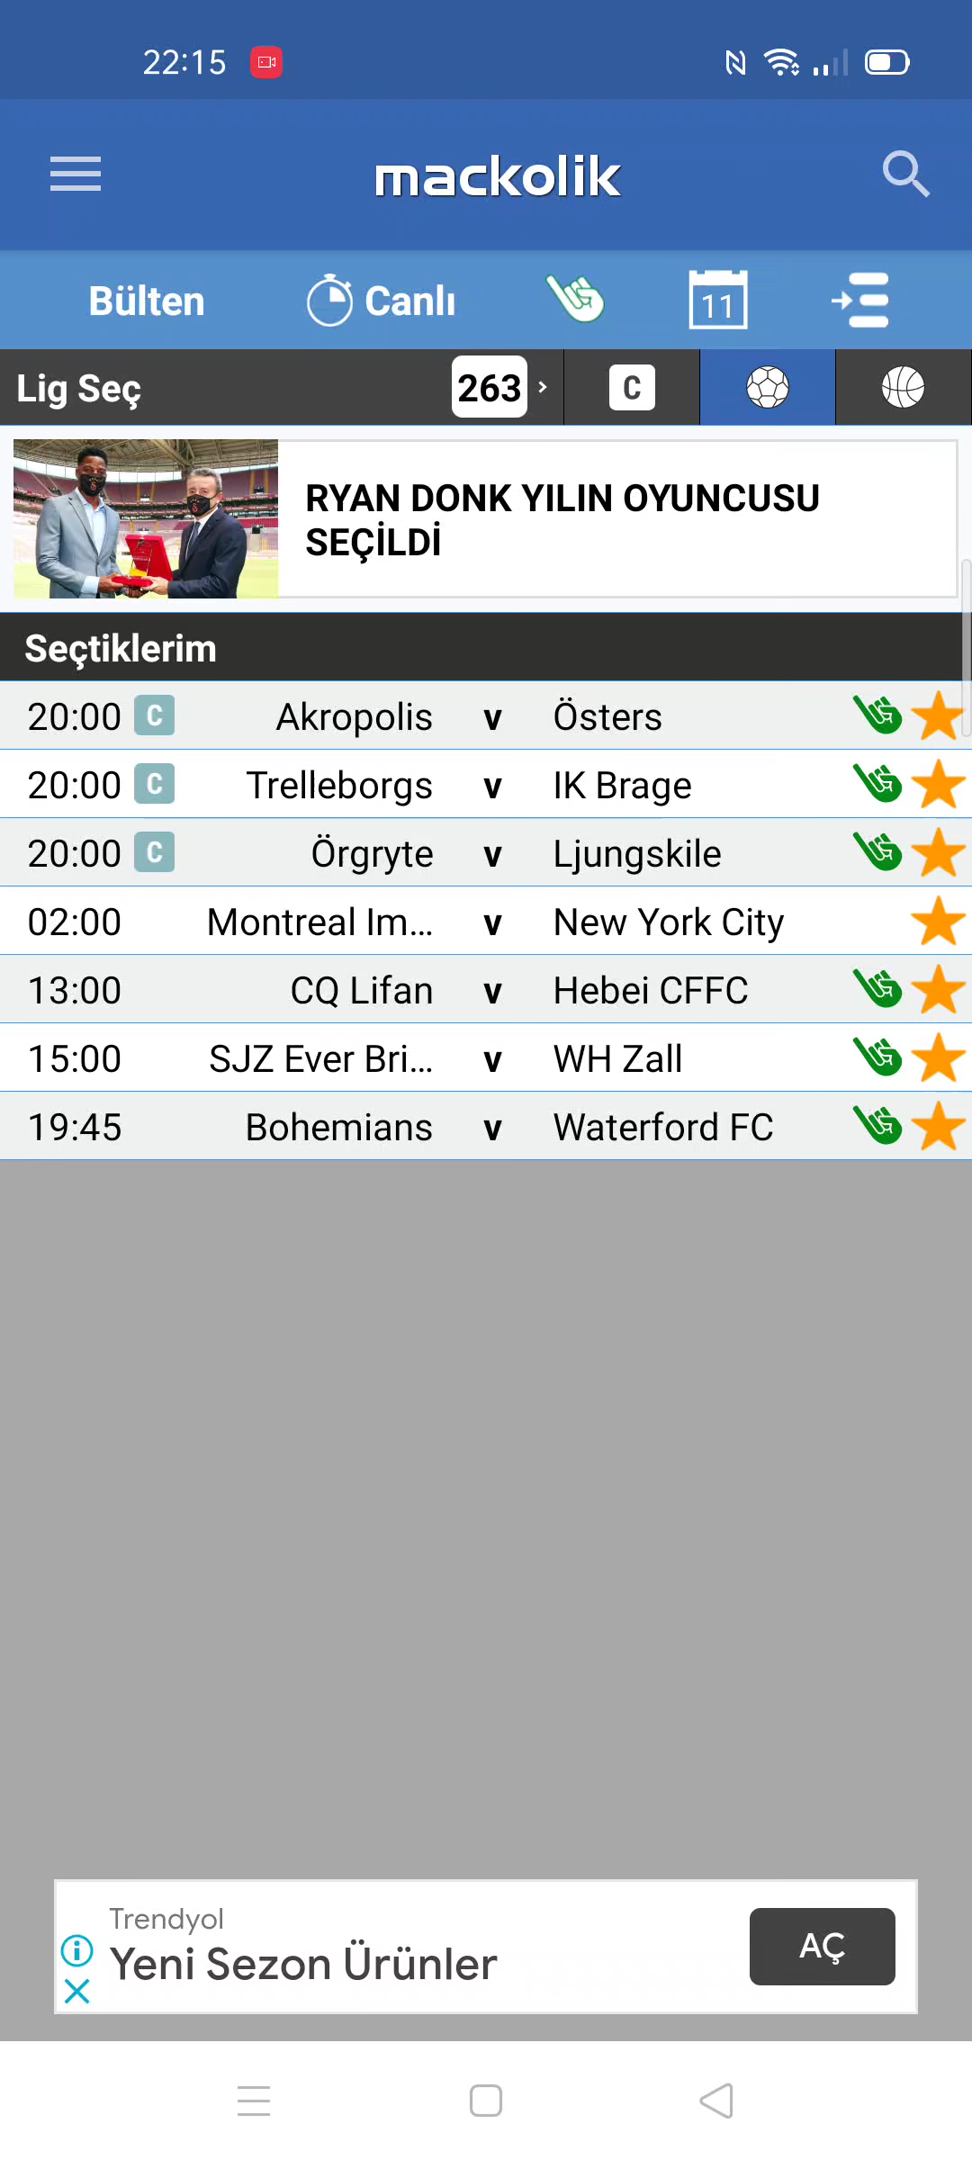 22:15
mackolik
Bülten Canlı 11
Lig Seç 263 > C
RYAN DONK YILIN OYUNCUSU
SEÇİLDİ
Seçtiklerim
20:00 C Akropolis v Östers
20:00 C Trelleborgs v IK Brage
20:00 C Örgryte v Ljungskile
02:00 Montreal Im... v New York City
13:00 CQ Lifan v Hebei CFFC
15:00 SJZ Ever Bri... v WH Zall
19:45 Bohemians v Waterford FC
Trendyol
Yeni Sezon Ürünler
AÇ